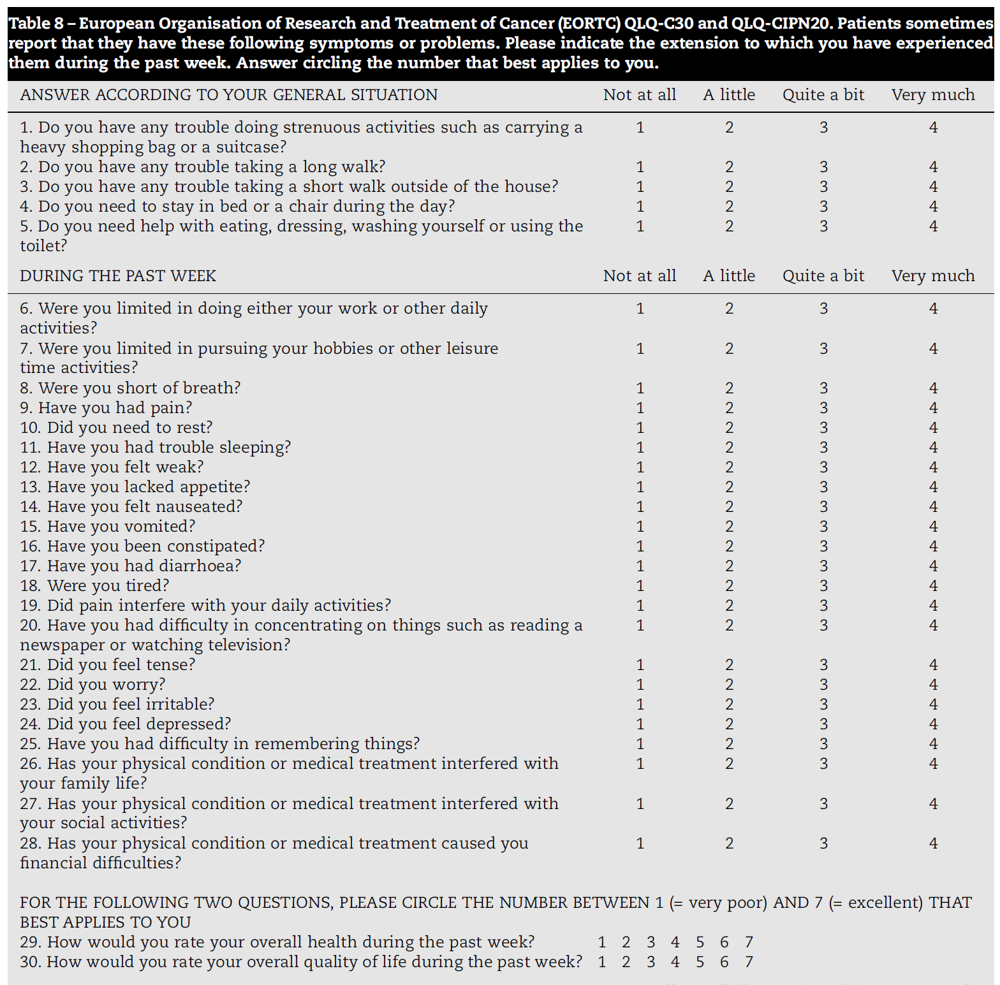 Table 8 – European Organisation of Research and Treatment of Cancer (EORTC) QLQ-C30 and QLQ-CIPN20. Patients sometimes
report that they have these following symptoms or problems. Please indicate the extension to which you have experienced
them during the past week. Answer circling the number that best applies to you.
ANSWER ACCORDING TO YOUR GENERAL SITUATION Not at all A little Quite a bit Very much
1. Do you have any trouble doing strenuous activities such as carrying a 1 2 3 4
heavy shopping bag or a suitcase?
2. Do you have any trouble taking a long walk? 1 2 3 4
3. Do you have any trouble taking a short walk outside of the house? 1 2 3 4
4. Do you need to stay in bed or a chair during the day? 1 2 3 4
5. Do you need help with eating, dressing, washing yourself or using the 1 2 3 4
toilet?
DURING THE PAST WEEK Not at all A little Quite a bit Very much
6. Were you limited in doing either your work or other daily 1 2 3 4
activities?
7. Were you limited in pursuing your hobbies or other leisure 1 2 3 4
time activities?
8. Were you short of breath? 1 2 3 4
9. Have you had pain? 1 2 3 4
10. Did you need to rest? 1 2 3 4
11. Have you had trouble sleeping? 1 2 3 4
12. Have you felt weak? 1 2 3 4
13. Have you lacked appetite? 1 2 3 4
14. Have you felt nauseated? 1 2 3 4
15. Have you vomited? 1 2 3 4
16. Have you been constipated? 1 2 3 4
17. Have you had diarrhoea? 1 2 3 4
18. Were you tired? 1 2 3 4
19. Did pain interfere with your daily activities? 1 2 3 4
20. Have you had difficulty in concentrating on things such as reading a 1 2 3 4
newspaper or watching television?
21. Did you feel tense? 1 2 3 4
22. Did you worry? 1 2 3 4
23. Did you feel irritable? 1 2 3 4
24. Did you feel depressed? 1 2 3 4
25. Have you had difficulty in remembering things? 1 2 3 4
26. Has your physical condition or medical treatment interfered with 1 2 3 4
your family life?
27. Has your physical condition or medical treatment interfered with 1 2 3 4
your social activities?
28. Has your physical condition or medical treatment caused you 1 2 3 4
financial difficulties?
FOR THE FOLLOWING TWO QUESTIONS, PLEASE CIRCLE THE NUMBER BETWEEN 1 (= very poor) AND 7 (= excellent) THAT
BEST APPLIES TO YOU
29. How would you rate your overall health during the past week? 1 2 3 4 5 6 7
30. How would you rate your overall quality of life during the past week? 1 2 3 4 5 6 7